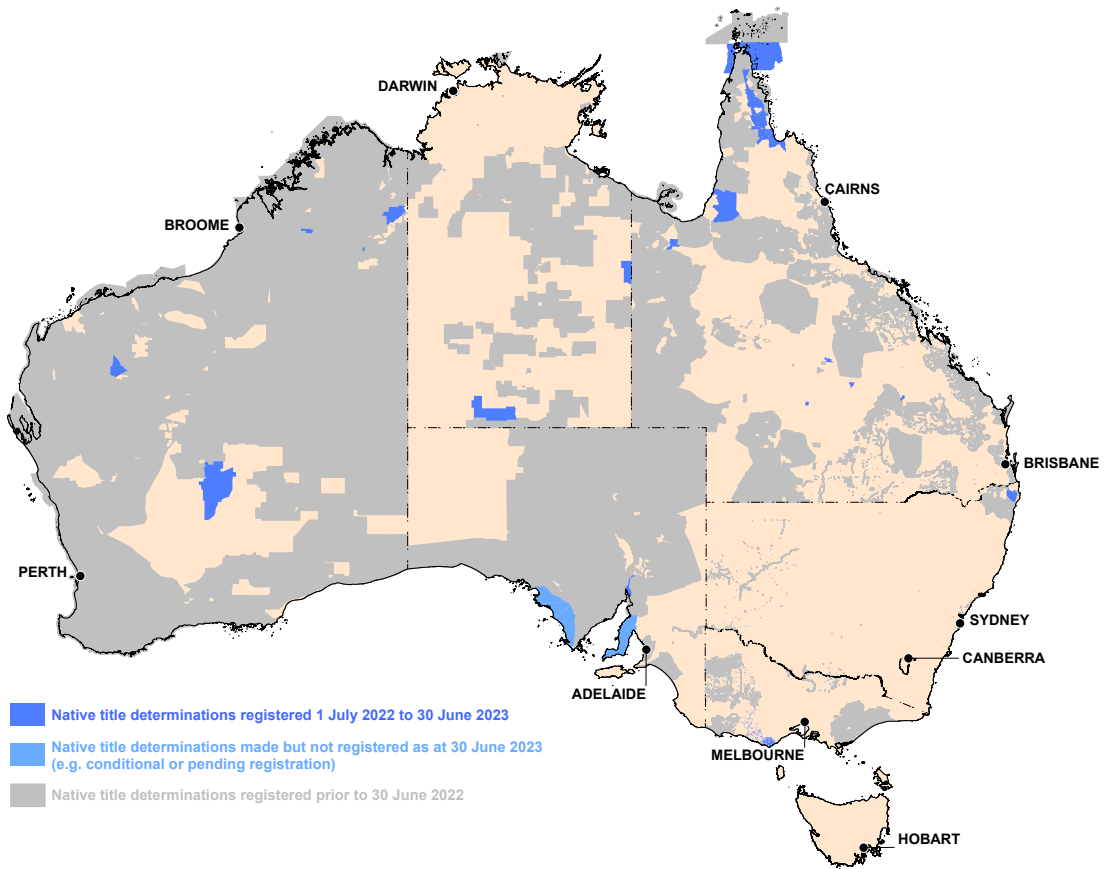 DARWIN
CAIRNS
BROOME
BRISBANE
PERTH
SYDNEY
CANBERRA
ADELAIDE
Native title determinations registered 1 July 2022 to 30 June 2023
Native title determinations made but not registered as at 30 June 2023
(e.g. conditional or pending registration)
MELBOURNE
Native title determinations registered prior to 30 June 2022
HOBART